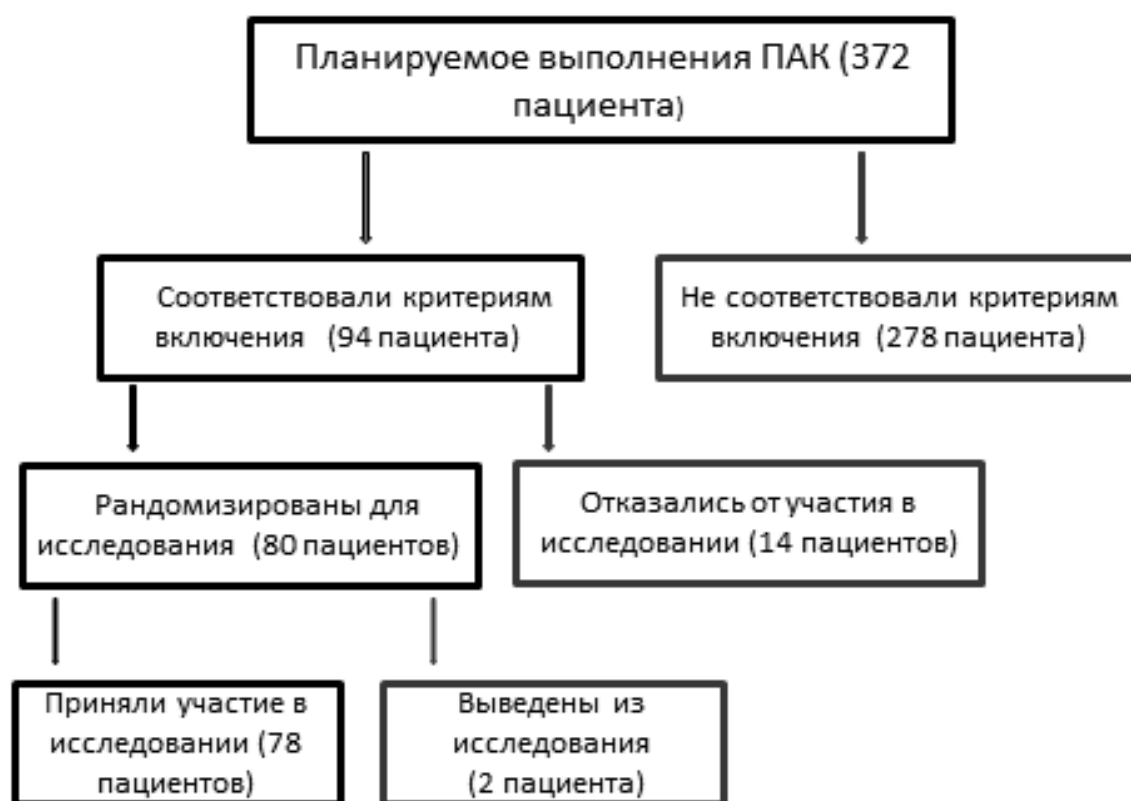 Планируемое выполнения ПАК (372
пациента)
Соответствовали критериям
включения (94 пациента)
Не соответствовали критериям
включения (278 пациента)
Рандомизированы для
исследования (80 пациентов)
Отказались от участия в
исследовании (14 пациентов)
Приняли участие в
исследовании (78
пациентов)
Выведены из
исследования
(2 пациента)